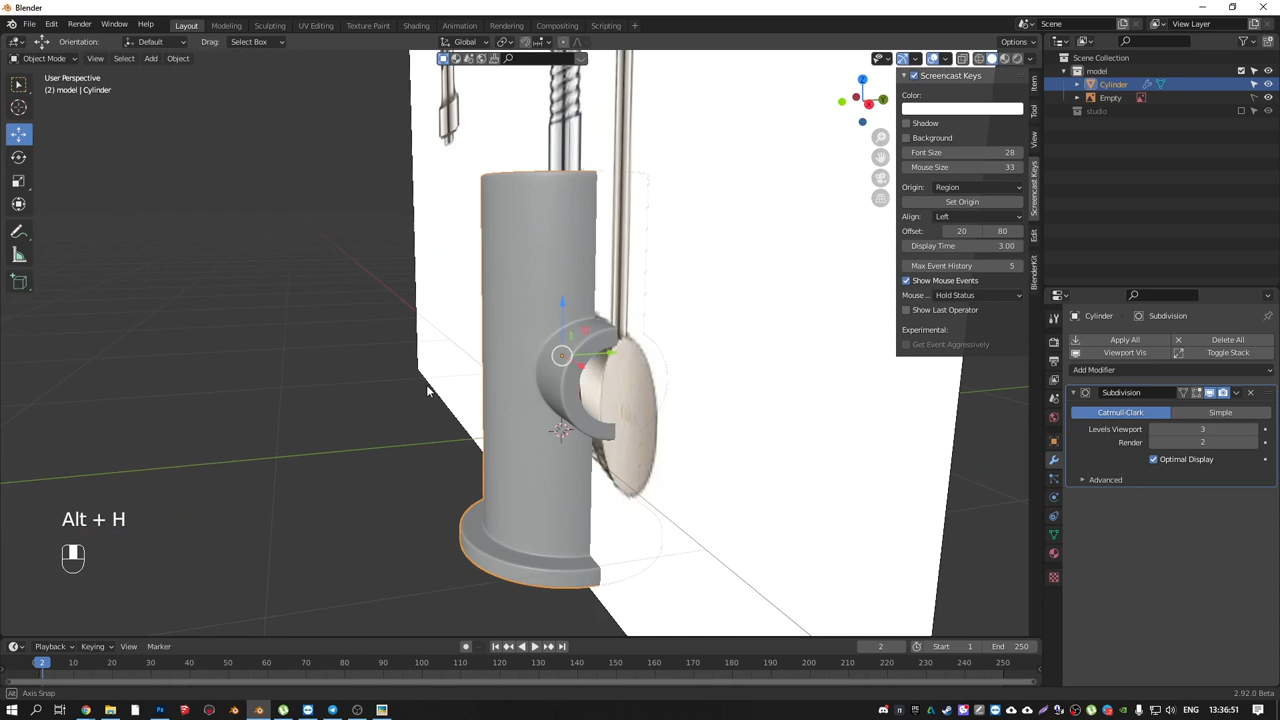 Blender
File Edit Render Window Help
Layout Modeling Sculpting UV Editing Texture Paint Shading Animation Rendering Compositing Scripting +
Scene
View Layer
Orientation: Default Drag: Select Box
Global
Options
Object Mode View Select Add Object
User Perspective
(2) model | Cylinder
Z
Y
X
Screencast Keys
Color:
Shadow
Background
Font Size 28
Mouse Size 33
Origin: Region
Set Origin
Align: Left
Offset: 20 80
Display Time 3.00
Max Event History 5
Show Mouse Events
Mouse ... Hold Status
Show Last Operator
Experimental:
Get Event Aggressively
Item
Tool
View
Screencast Keys
Edit
BlenderKit
Scene Collection
model
Cylinder
Empty
studio
Cylinder Subdivision
Apply All Delete All
Viewport Vis Toggle Stack
Add Modifier
Subdivision
Catmull-Clark Simple
Levels Viewport 3
Render 2
Optimal Display
Advanced
Alt + H
Playback Keying View Marker
2 Start 1 End 250
2 10 20 30 40 50 60 70 80 90 100 110 120 130 140 150 160 170 180 190 200 210 220 230 240 250
Axis Snap
2.92.0 Beta
ENG 13:36:51